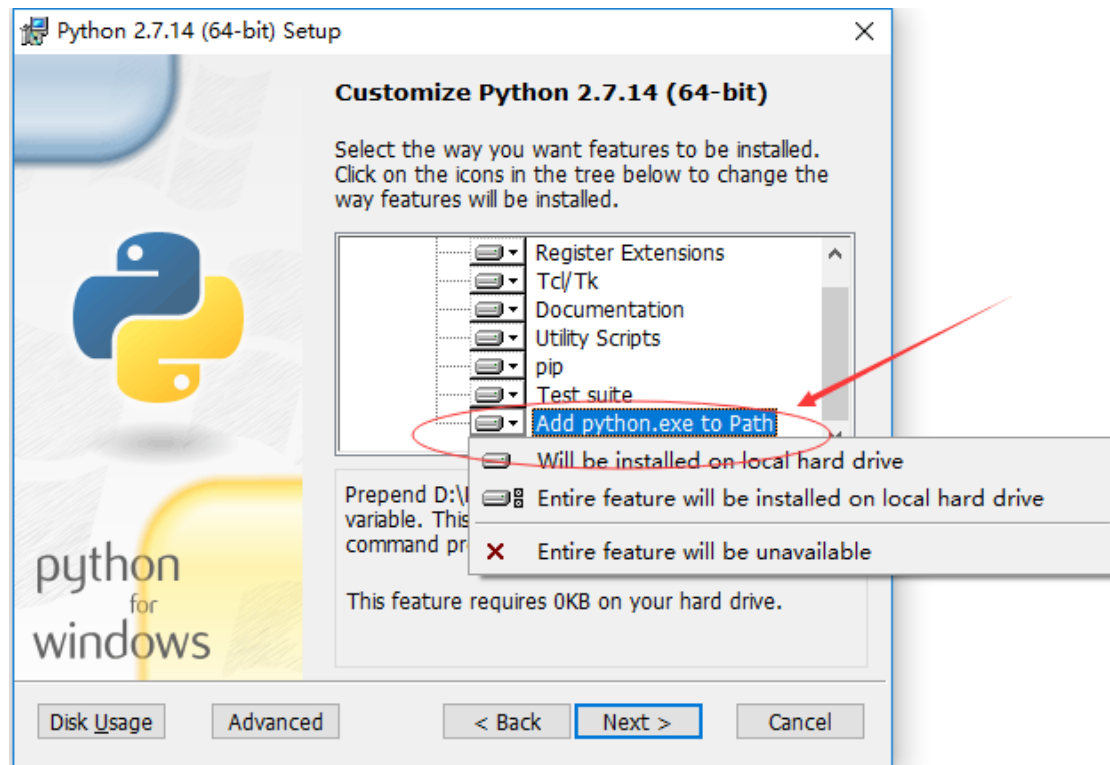 Python 2.7.14 (64-bit) Setup
Customize Python 2.7.14 (64-bit)
Select the way you want features to be installed.
Click on the icons in the tree below to change the
way features will be installed.
Register Extensions
Tcl/Tk
Documentation
Utility Scripts
pip
Test suite
Add python.exe to Path
Will be installed on local hard drive
Entire feature will be installed on local hard drive
Entire feature will be unavailable
Prepend D:\
variable. This
command
This feature requires 0KB on your hard drive.
python
for
windows
Disk Usage
Advanced
< Back
Next >
Cancel